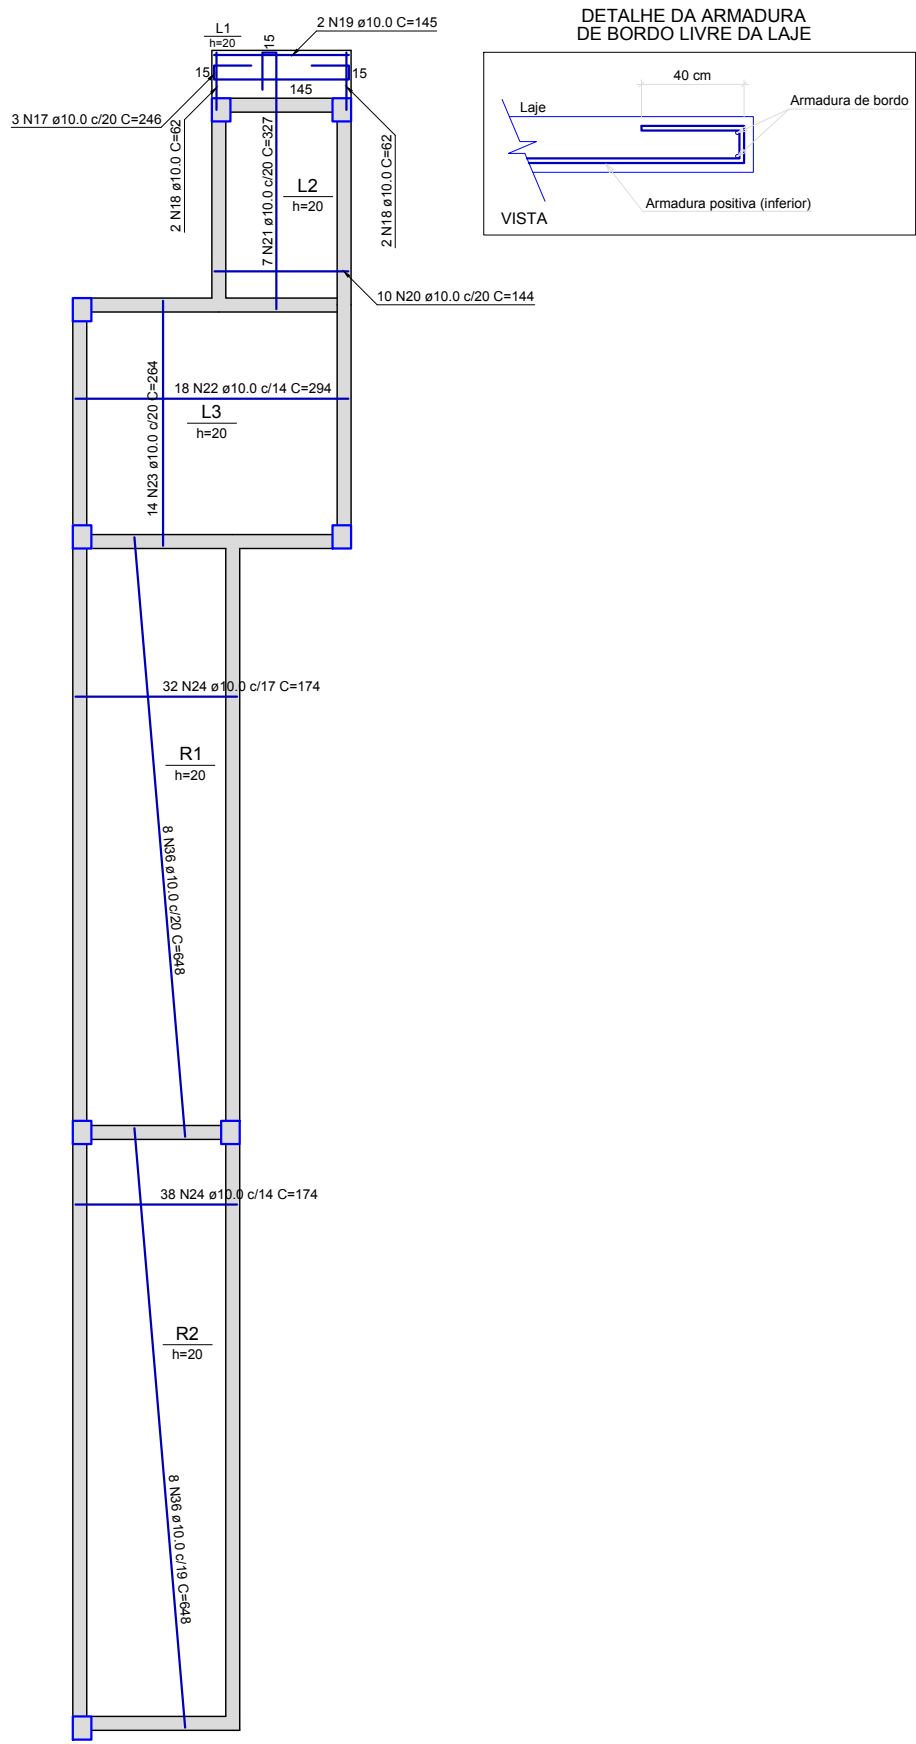 DETALHE DA ARMADURA
DE BORDO LIVRE DA LAJE
40 cm
Laje
Armadura de bordo
Armadura positiva (inferior)
VISTA
L1
h=20
15
2 N19 ø10.0 C=145
15
15
145
3 N17 ø10.0 c/20 C=246
2 N18 ø10.0 C=62
7 N21 ø10.0 c/20 C=327
2 N18 ø10.0 C=62
L2
h=20
10 N20 ø10.0 c/20 C=144
14 N23 ø10.0 c/20 C=264
18 N22 ø10.0 c/14 C=294
L3
h=20
32 N24 ø10.0 c/17 C=174
R1
h=20
8 N36 ø10.0 c/20 C=648
38 N24 ø10.0 c/14 C=174
R2
h=20
8 N36 ø10.0 c/19 C=648